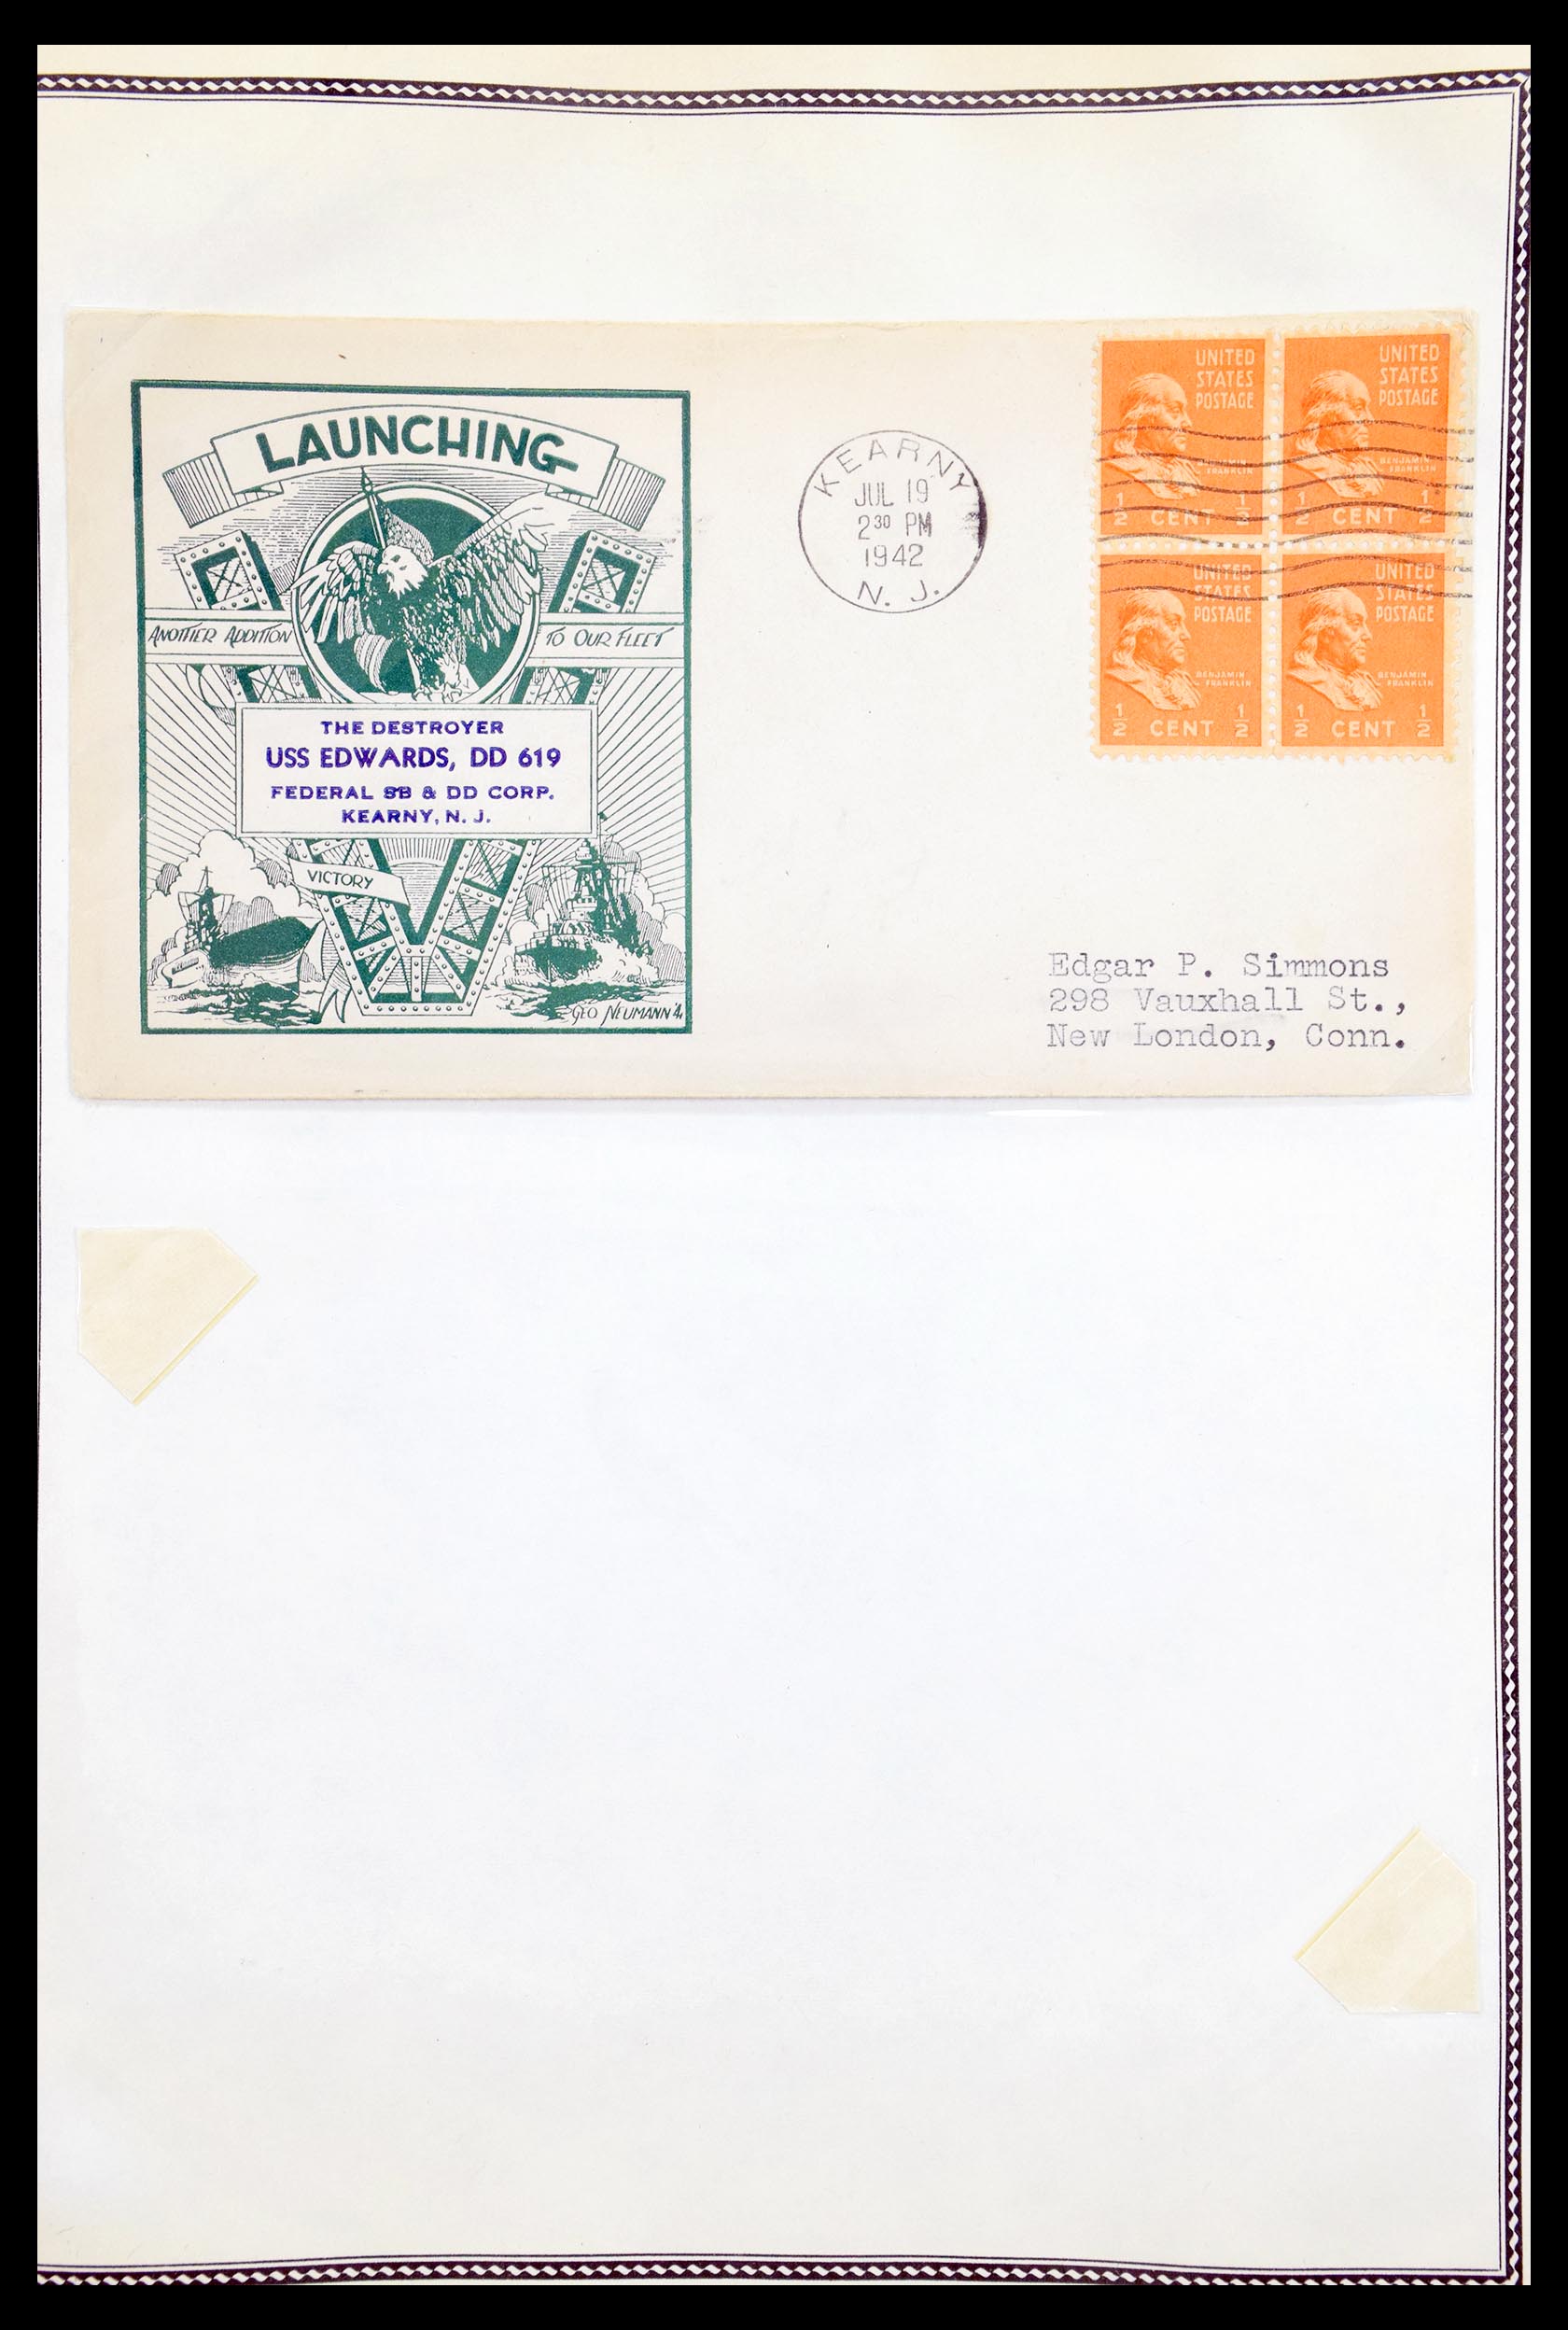 LAUNCHING
ANOTHER ADDITION TO OUR FLEET
THE DESTROYER
USS EDWARDS, DD 619
FEDERAL SB & DD CORP.
KEARNY, N. J.
VICTORY
GEO NEUMANN '41
KEARNY
JUL 19
2 30 PM
1942
N. J.
UNITED
STATES
POSTAGE
BENJAMIN
FRANKLIN
1/2 CENT 1/2
UNITED
STATES
POSTAGE
BENJAMIN
FRANKLIN
1/2 CENT 1/2
UNITED
STATES
POSTAGE
BENJAMIN
FRANKLIN
1/2 CENT 1/2
UNITED
STATES
POSTAGE
BENJAMIN
FRANKLIN
1/2 CENT 1/2
Edgar P. Simmons
298 Vauxhall St.,
New London, Conn.